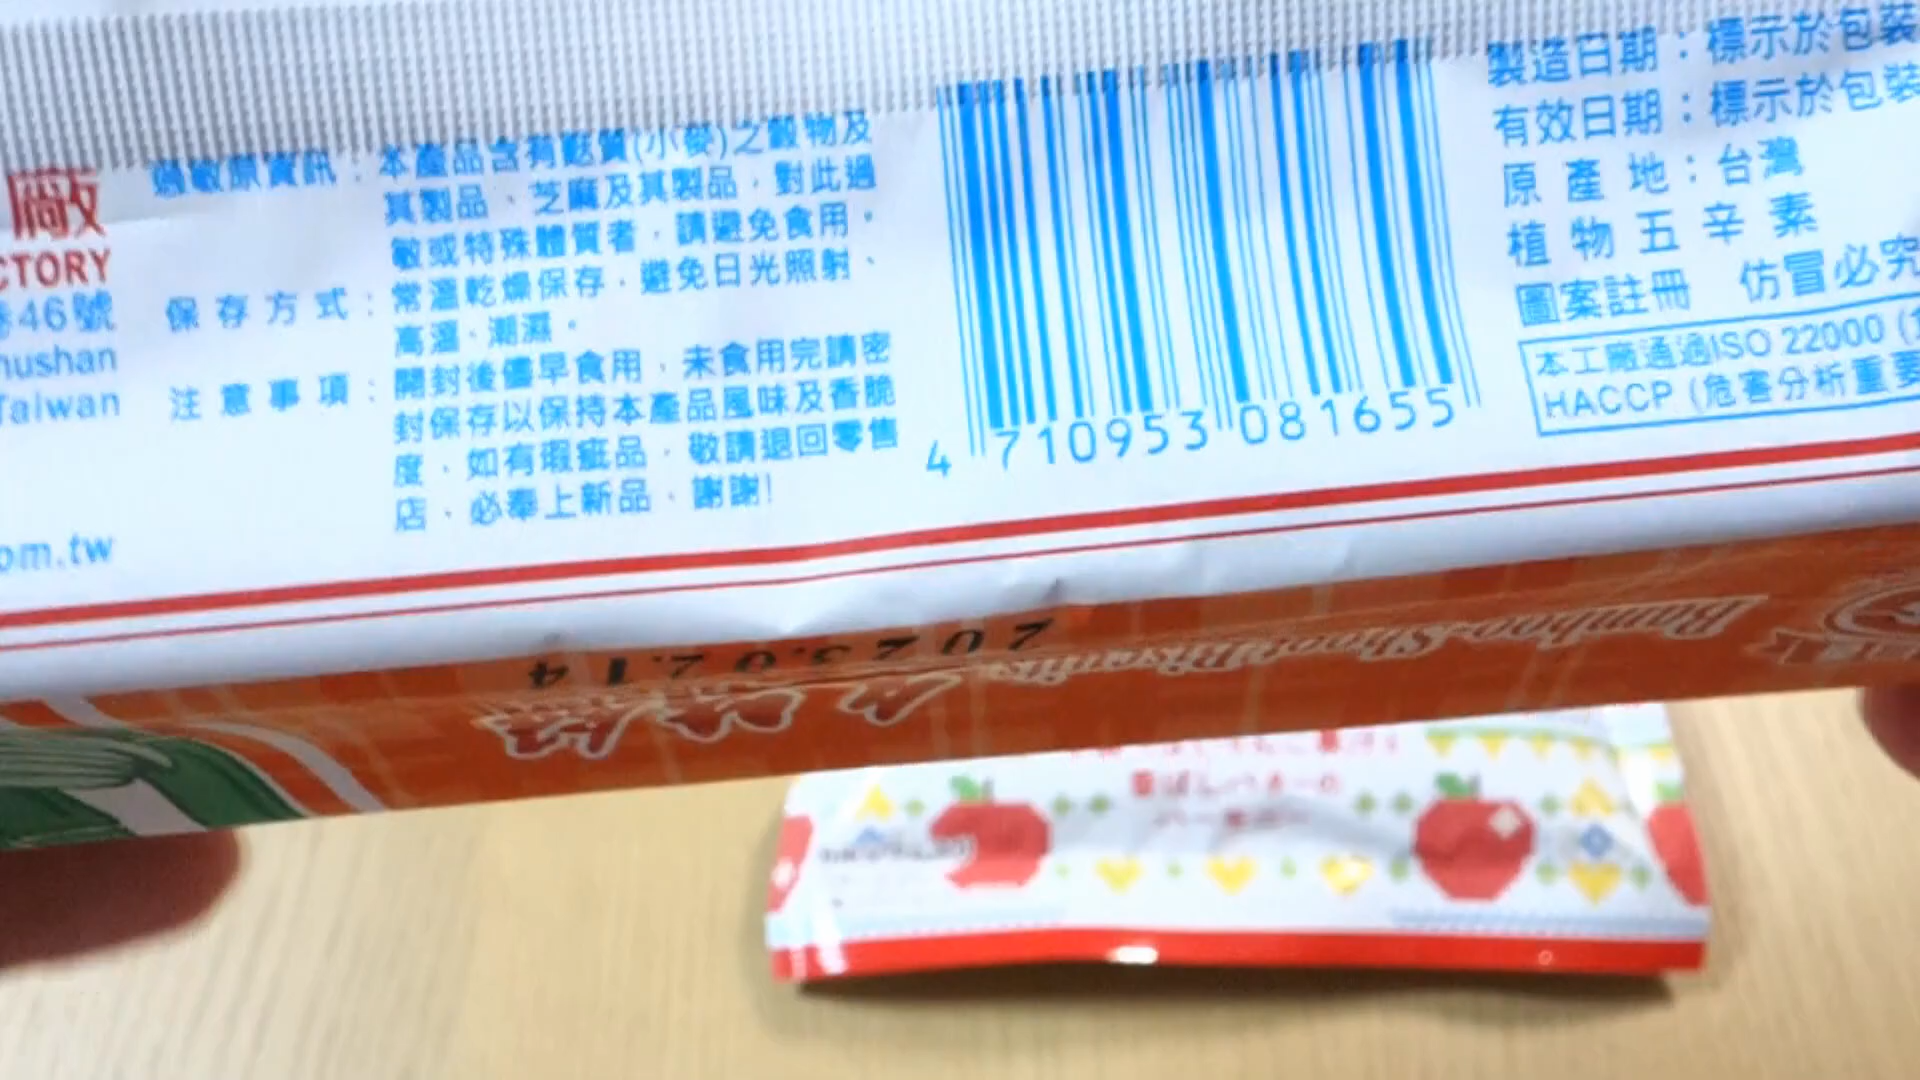 廠
CTORY
巷46號
hushan
Taiwan
om.tw
過敏原資訊：本產品含有麩質(小麥)之穀物及
其製品、芝麻及其製品，對此過
敏或特殊體質者，請避免食用。
保存方式：常溫乾燥保存，避免日光照射、
高溫、潮濕。
注意事項：開封後儘早食用，未食用完請密
封保存以保持本產品風味及香脆
度，如有瑕疵品，敬請退回零售
店，必奉上新品，謝謝!
4 710953 081655
製造日期：標示於包裝
有效日期：標示於包裝
原產地：台灣
植物五辛素
圖案註冊 仿冒必究
本工廠通過ISO 22000 (
HACCP (危害分析重要
2023.02.14
Bamboo Shoot Biscuits